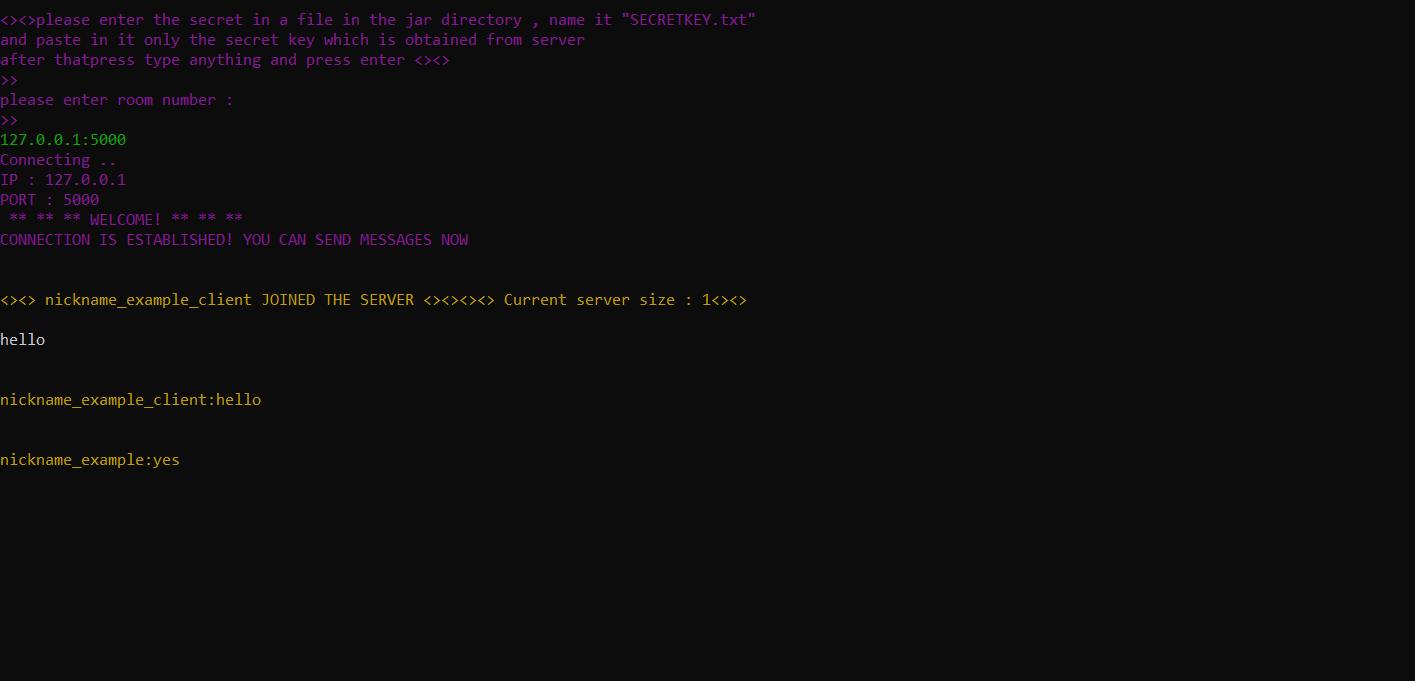 <><>please enter the secret in a file in the jar directory , name it "SECRETKEY.txt"
and paste in it only the secret key which is obtained from server
after thatpress type anything and press enter <><>
>>
please enter room number :
>>
127.0.0.1:5000
Connecting ..
IP : 127.0.0.1
PORT : 5000
** ** ** WELCOME! ** ** **
CONNECTION IS ESTABLISHED! YOU CAN SEND MESSAGES NOW
<><> nickname_example_client JOINED THE SERVER <><><><> Current server size : 1<><>
hello
nickname_example_client:hello
nickname_example:yes